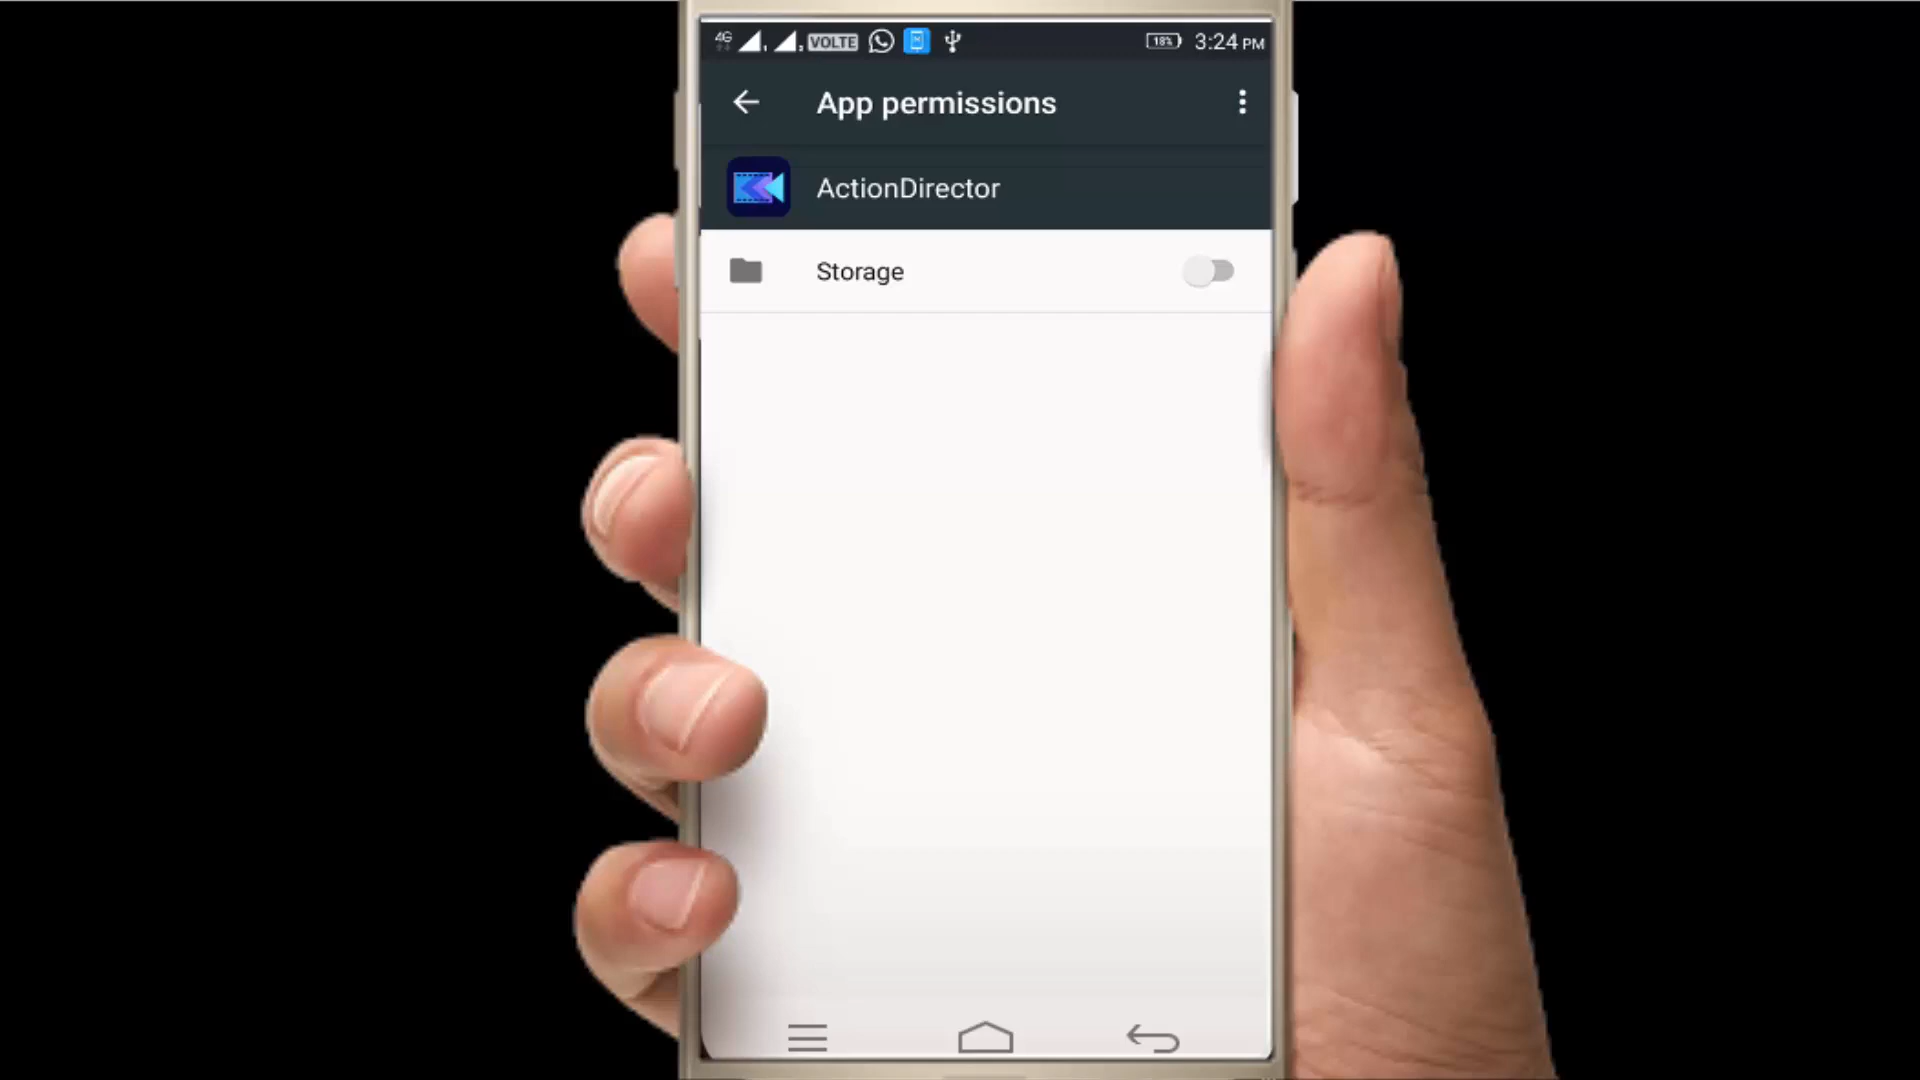 4G VOLTE 18% 3:24 PM
App permissions
ActionDirector
Storage